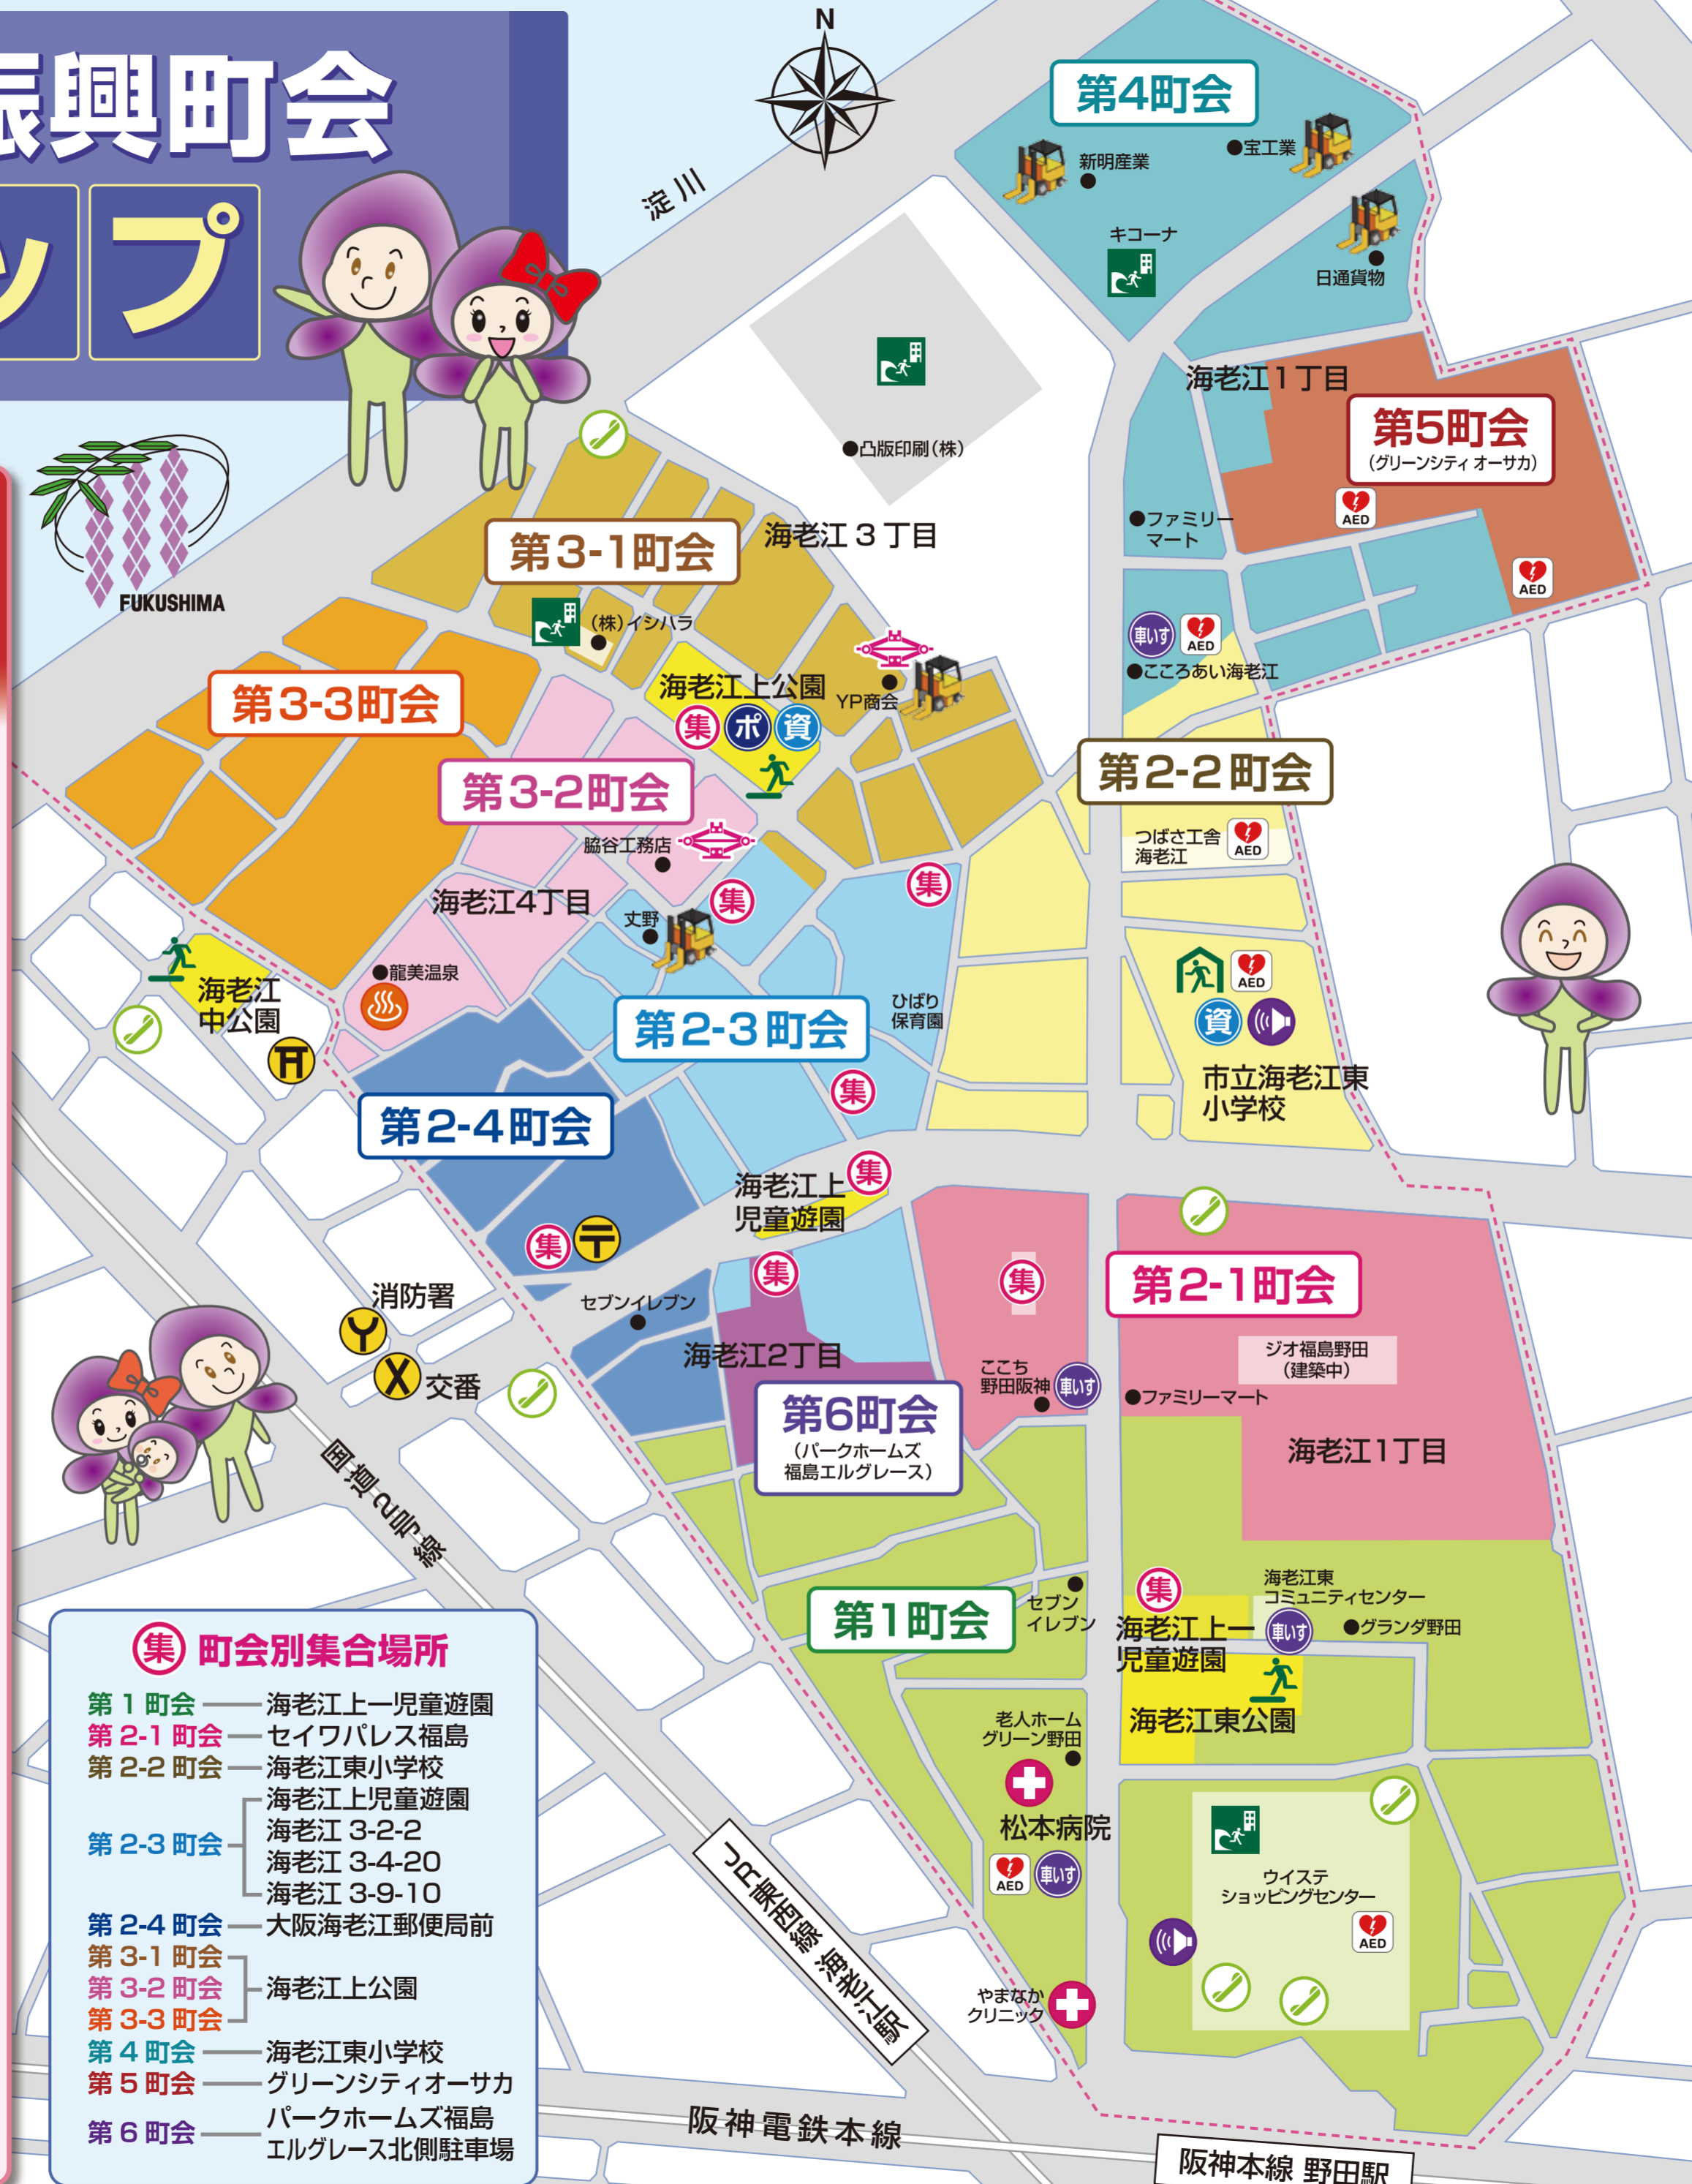 振興町会
ップ
N
淀川
FUKUSHIMA
第4町会
新明産業
宝工業
キコーナ
日通貨物
海老江1丁目
第5町会
(グリーンシティ オーサカ)
AED
AED
凸版印刷(株)
ファミリー
マート
海老江3丁目
第3-1町会
(株)イシハラ
車いす
AED
こころあい海老江
第3-3町会
海老江上公園
集
ポ
資
YP商会
第2-2町会
第3-2町会
脇谷工務店
つばさ工舎
海老江
AED
集
集
海老江4丁目
丈野
龍美温泉
海老江
中公園
第2-3町会
ひばり
保育園
AED
資
市立海老江東
小学校
集
第2-4町会
海老江上
児童遊園
集
集
〒
集
集
第2-1町会
消防署
交番
セブンイレブン
海老江2丁目
ここち
野田阪神
車いす
ジオ福島野田
(建築中)
ファミリーマート
海老江1丁目
第6町会
(パークホームズ
福島エルグレース)
国道2号線
第1町会
セブン
イレブン
集
海老江上一
児童遊園
海老江東
コミュニティセンター
車いす
グランダ野田
海老江東公園
老人ホーム
グリーン野田
松本病院
AED
車いす
ウイステ
ショッピングセンター
AED
やまなか
クリニック
JR東西線 海老江駅
阪神電鉄本線
阪神本線 野田駅
集 町会別集合場所
第1町会 海老江上一児童遊園
第2-1町会 セイワパレス福島
第2-2町会 海老江東小学校
第2-3町会 海老江上児童遊園
海老江 3-2-2
海老江 3-4-20
海老江 3-9-10
第2-4町会 大阪海老江郵便局前
第3-1町会
第3-2町会 海老江上公園
第3-3町会
第4町会 海老江東小学校
第5町会 グリーンシティオーサカ
第6町会 パークホームズ福島
エルグレース北側駐車場